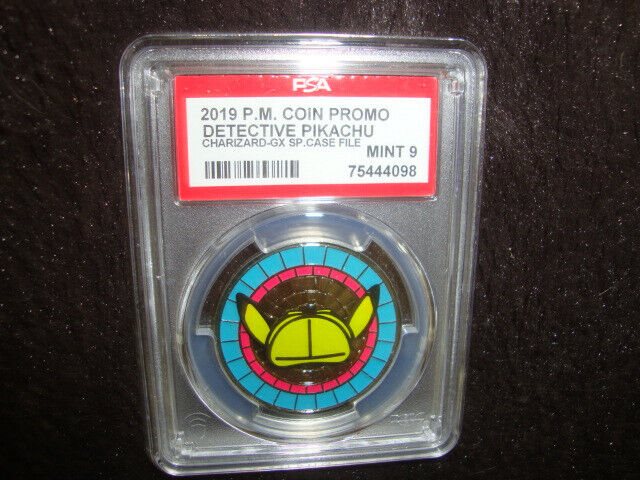 PSA
2019 P.M. COIN PROMO
DETECTIVE PIKACHU
CHARIZARD-GX SP.CASE FILE
MINT 9
75444098